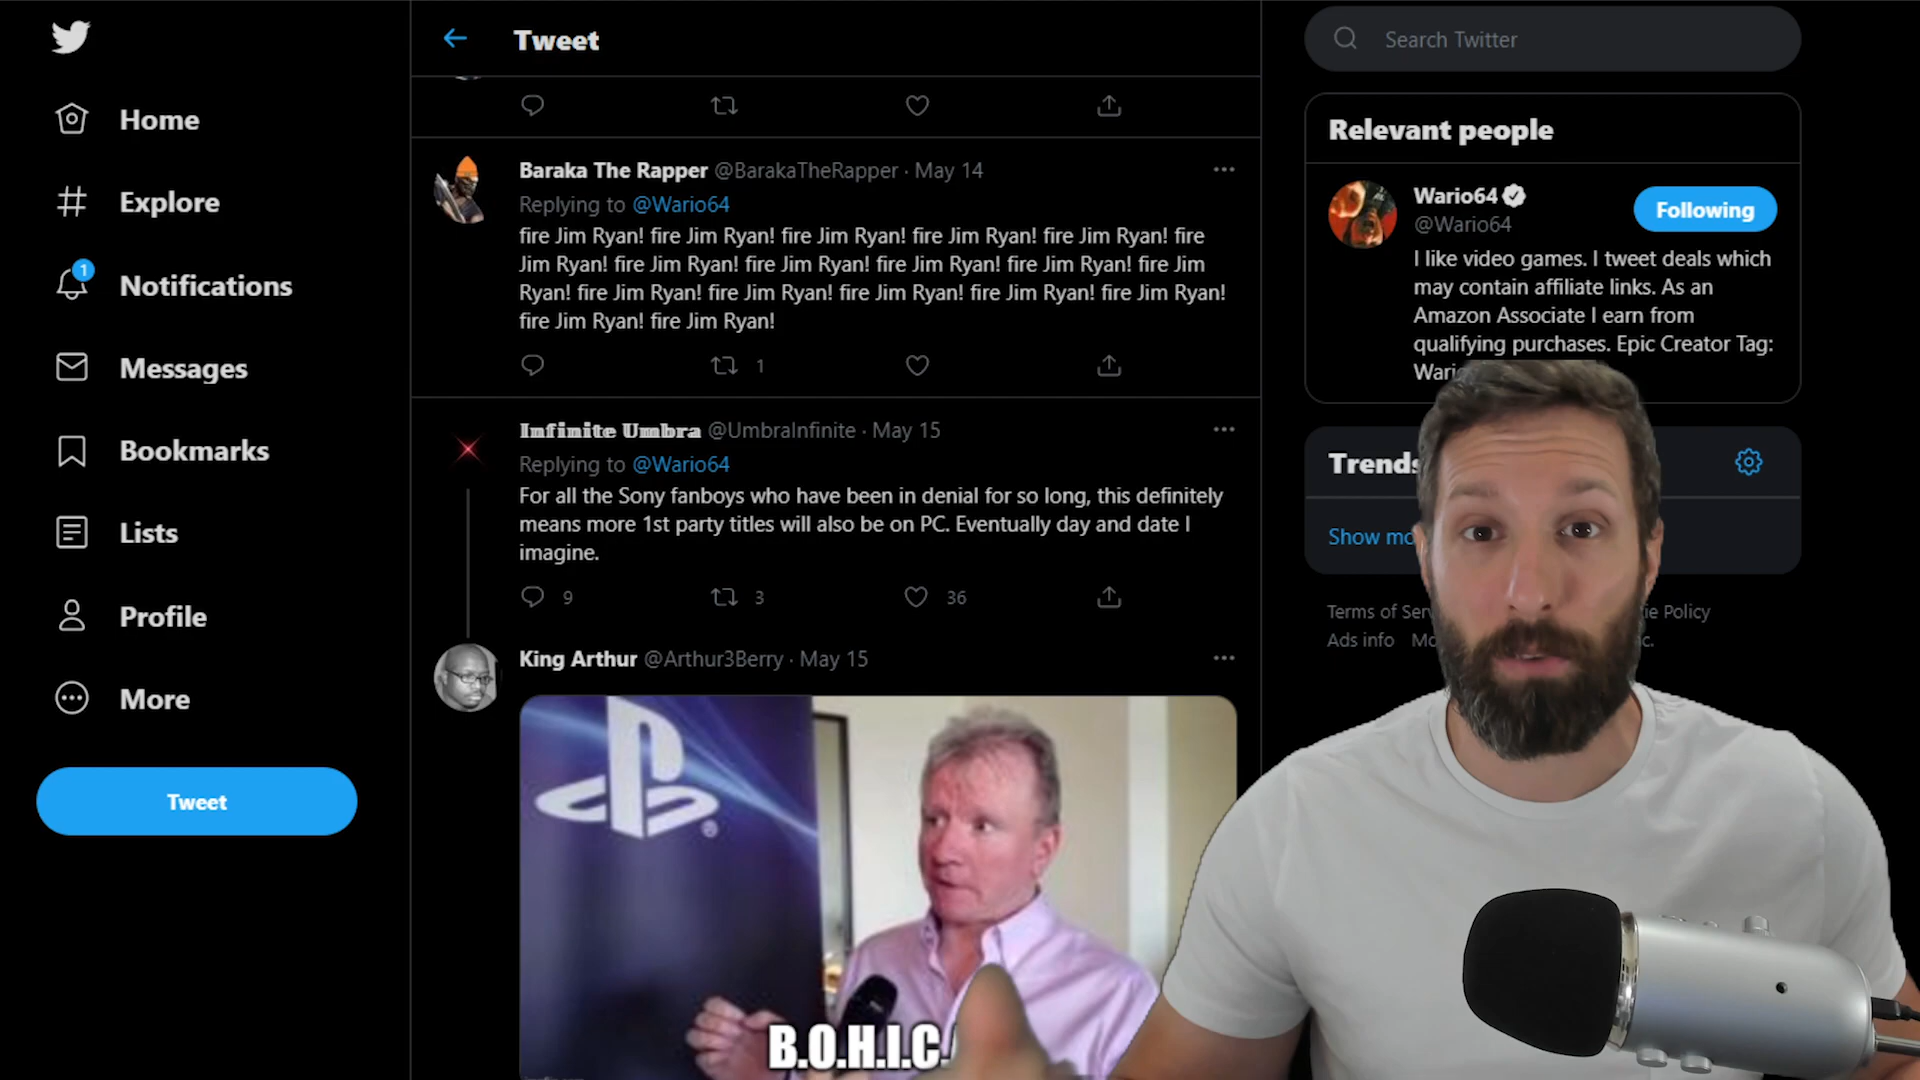 Home
Explore
1
Notifications
Messages
Bookmarks
Lists
Profile
More
Tweet
Tweet
Baraka The Rapper @BarakaTheRapper · May 14
Replying to @Wario64
fire Jim Ryan! fire Jim Ryan! fire Jim Ryan! fire Jim Ryan! fire Jim Ryan! fire
Jim Ryan! fire Jim Ryan! fire Jim Ryan! fire Jim Ryan! fire Jim Ryan! fire Jim
Ryan! fire Jim Ryan! fire Jim Ryan! fire Jim Ryan! fire Jim Ryan! fire Jim Ryan!
fire Jim Ryan! fire Jim Ryan!
1
Infinite Umbra @UmbraInfinite · May 15
Replying to @Wario64
For all the Sony fanboys who have been in denial for so long, this definitely
means more 1st party titles will also be on PC. Eventually day and date I
imagine.
9 3 36
King Arthur @Arthur3Berry · May 15
B.O.H.I.C.
Search Twitter
Relevant people
Wario64
@Wario64
Following
I like video games. I tweet deals which
may contain affiliate links. As an
Amazon Associate I earn from
qualifying purchases. Epic Creator Tag:
Trends
Show
Terms of Policy
Ads info